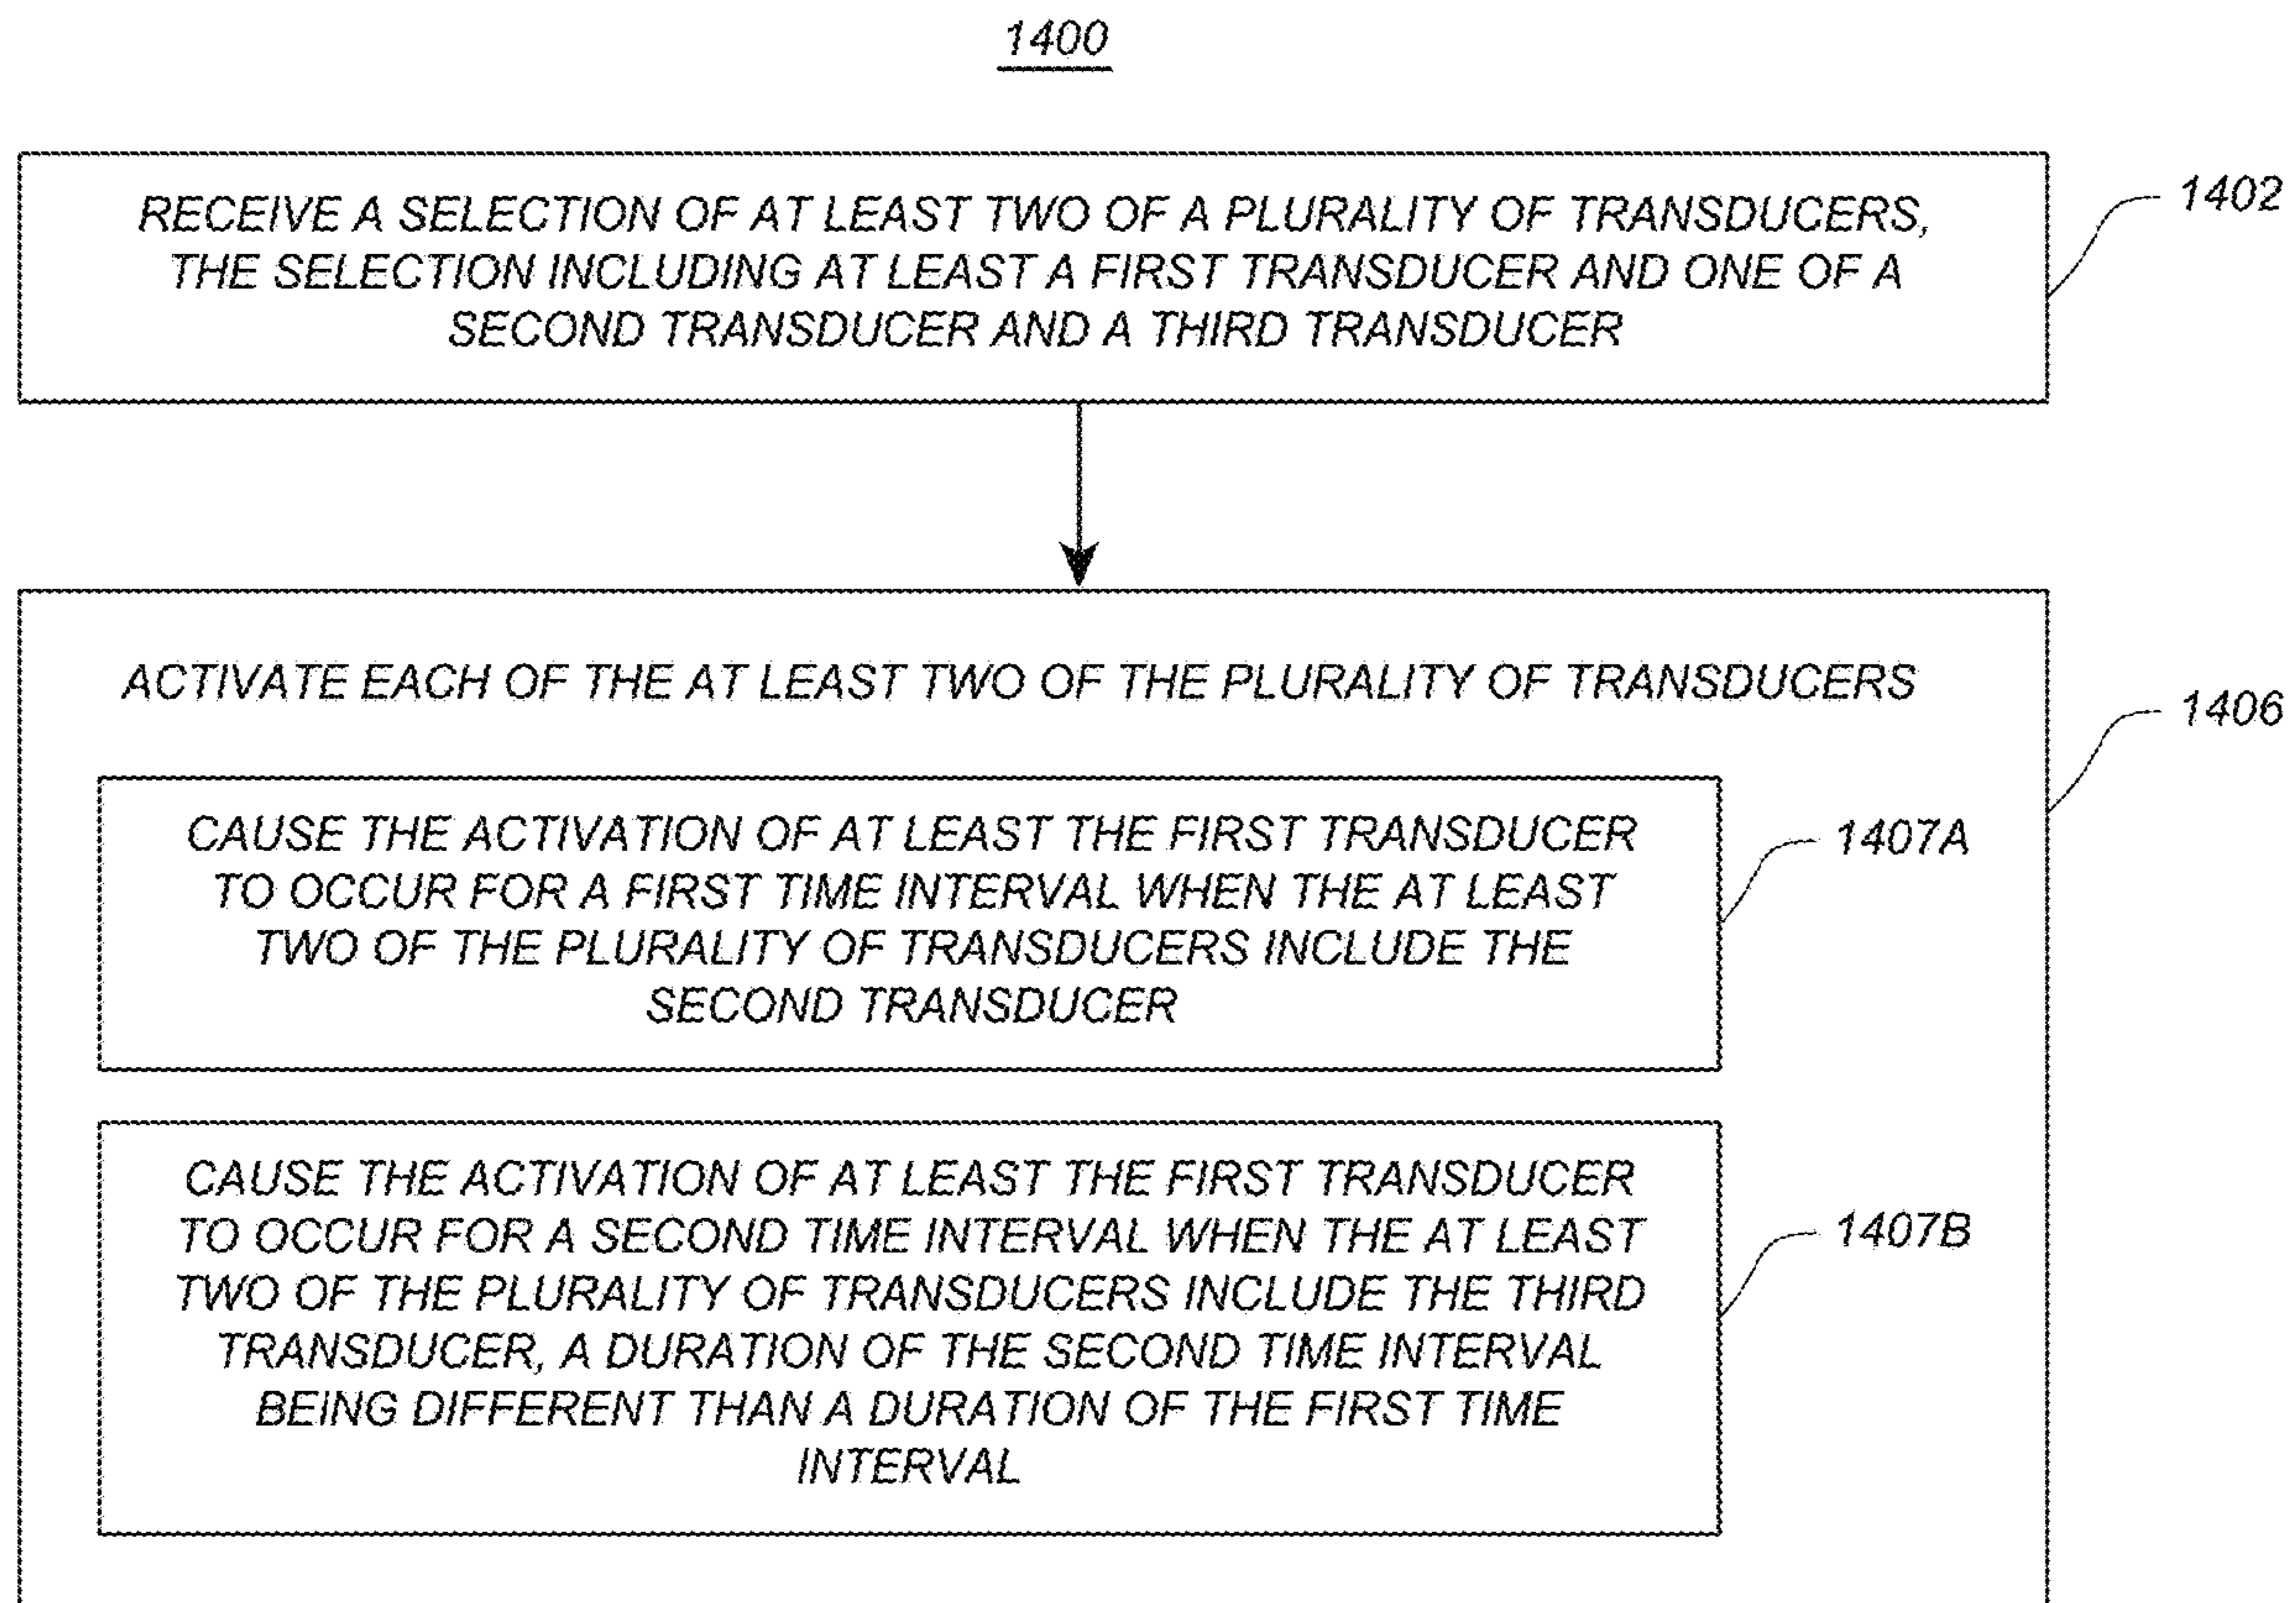 1400
RECEIVE A SELECTION OF AT LEAST TWO OF A PLURALITY OF TRANSDUCERS,
THE SELECTION INCLUDING AT LEAST A FIRST TRANSDUCER AND ONE OF A
SECOND TRANSDUCER AND A THIRD TRANSDUCER
1402
ACTIVATE EACH OF THE AT LEAST TWO OF THE PLURALITY OF TRANSDUCERS
1406
CAUSE THE ACTIVATION OF AT LEAST THE FIRST TRANSDUCER
TO OCCUR FOR A FIRST TIME INTERVAL WHEN THE AT LEAST
TWO OF THE PLURALITY OF TRANSDUCERS INCLUDE THE
SECOND TRANSDUCER
1407A
CAUSE THE ACTIVATION OF AT LEAST THE FIRST TRANSDUCER
TO OCCUR FOR A SECOND TIME INTERVAL WHEN THE AT LEAST
TWO OF THE PLURALITY OF TRANSDUCERS INCLUDE THE THIRD
TRANSDUCER, A DURATION OF THE SECOND TIME INTERVAL
BEING DIFFERENT THAN A DURATION OF THE FIRST TIME
INTERVAL
1407B